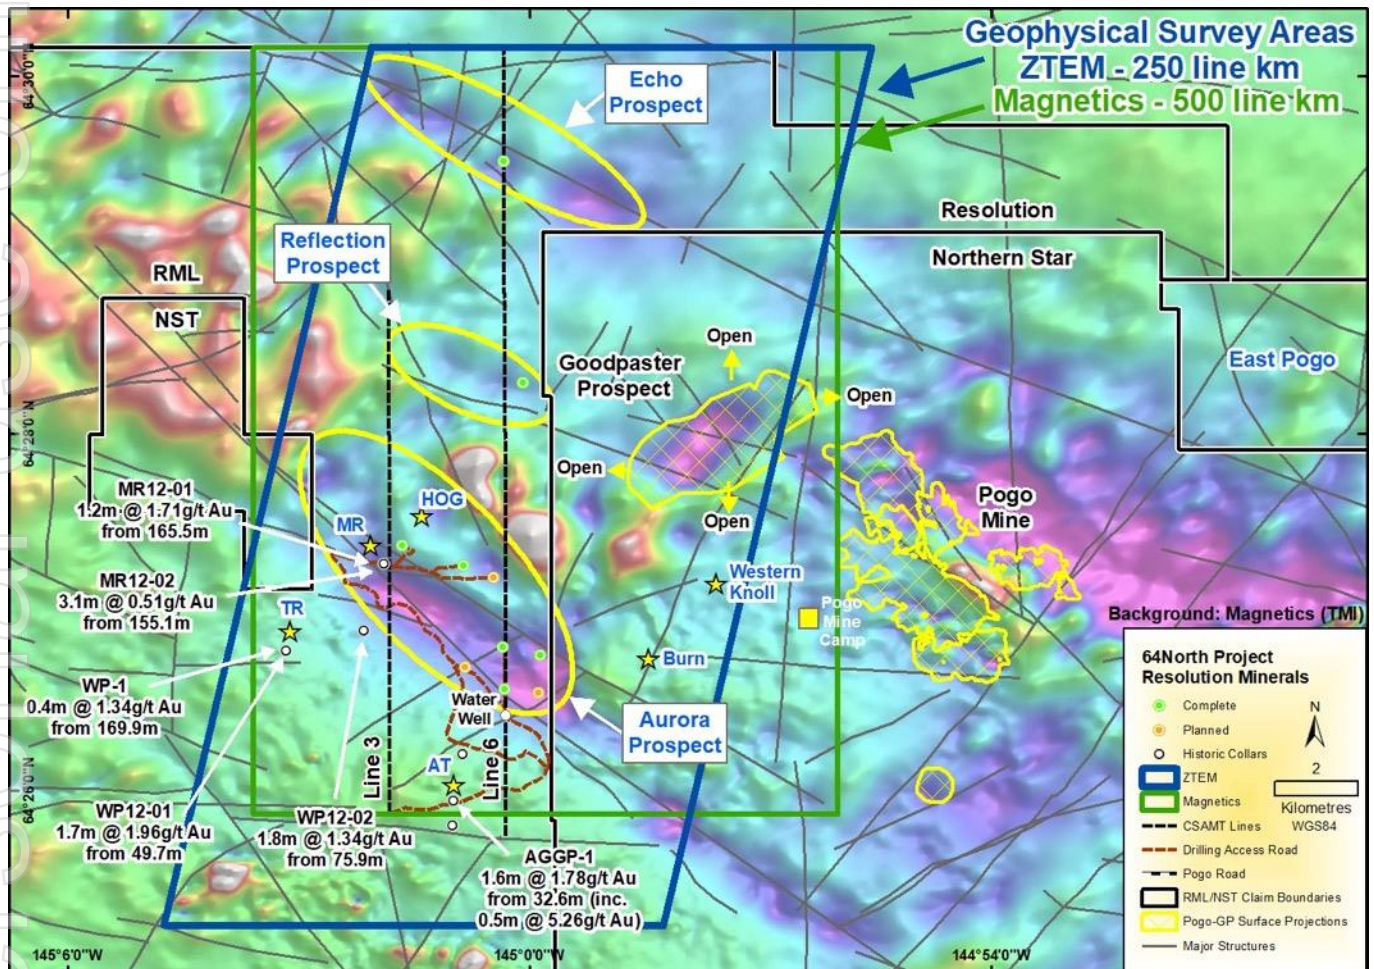 Geophysical Survey Areas
ZTEM - 250 line km
Magnetics - 500 line km
64°30'0"N
Echo
Prospect
Resolution
Northern Star
Reflection
Prospect
RML
NST
Goodpaster
Prospect
Open
Open
Open
Open
East Pogo
64°28'0"N
MR12-01
1.2m @ 1.71g/t Au
from 165.5m
HOG
MR
Pogo
Mine
MR12-02
3.1m @ 0.51g/t Au
from 155.1m
Western
Knoll
TR
Pogo
Mine
Camp
Burn
WP-1
0.4m @ 1.34g/t Au
from 169.9m
Water
Well
Aurora
Prospect
Line 3
Line 6
AT
64°26'0"N
WP12-01
1.7m @ 1.96g/t Au
from 49.7m
WP12-02
1.8m @ 1.34g/t Au
from 75.9m
AGGP-1
1.6m @ 1.78g/t Au
from 32.6m (inc.
0.5m @ 5.26g/t Au)
145°6'0"W
145°0'0"W
144°54'0"W
Background: Magnetics (TMI)
64North Project
Resolution Minerals
Complete
Planned
Historic Collars
ZTEM
Magnetics
CSAMT Lines
Drilling Access Road
Pogo Road
RML/NST Claim Boundaries
Pogo-GP Surface Projections
Major Structures
N
2
Kilometres
WGS84